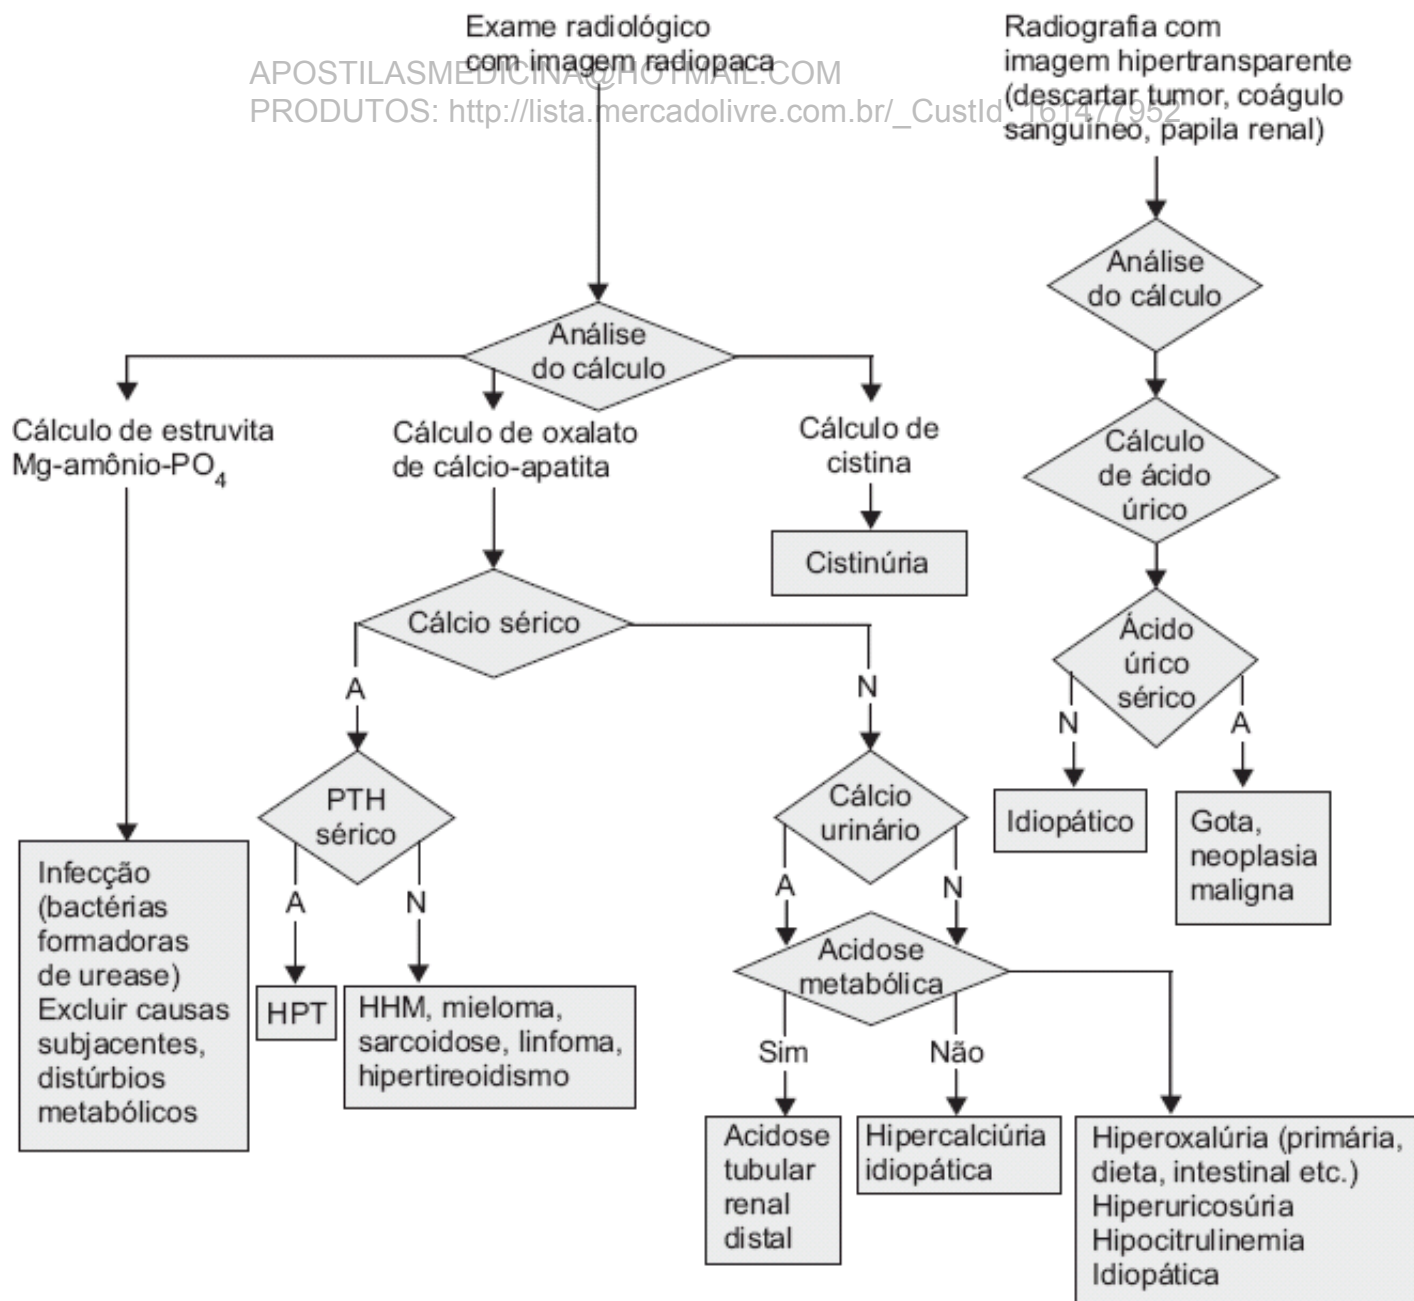 Exame radiológico
com imagem radiopaca
APOSTILASMEDICINA@HOTMAIL.COM
PRODUTOS: http://lista.mercadolivre.com.br/_CustId_161477952
Radiografia com
imagem hipertransparente
(descartar tumor, coágulo
sanguíneo, papila renal)
Análise
do cálculo
Análise
do cálculo
Cálculo de estruvita
Mg-amônio-PO4
Cálculo de oxalato
de cálcio-apatita
Cálculo de
cistina
Cálculo
de ácido
úrico
Cistinúria
Cálcio sérico
Ácido
úrico
sérico
A
N
N
A
PTH
sérico
Cálcio
urinário
Idiopático
Gota,
neoplasia
maligna
Infecção
(bactérias
formadoras
de urease)
Excluir causas
subjacentes,
distúrbios
metabólicos
A
N
A
N
HPT
HHM, mieloma,
sarcoidose, linfoma,
hipertireoidismo
Acidose
metabólica
Sim
Não
Acidose
tubular
renal
distal
Hipercalciúria
idiopática
Hiperoxalúria (primária,
dieta, intestinal etc.)
Hiperuricosúria
Hipocitrulinemia
Idiopática